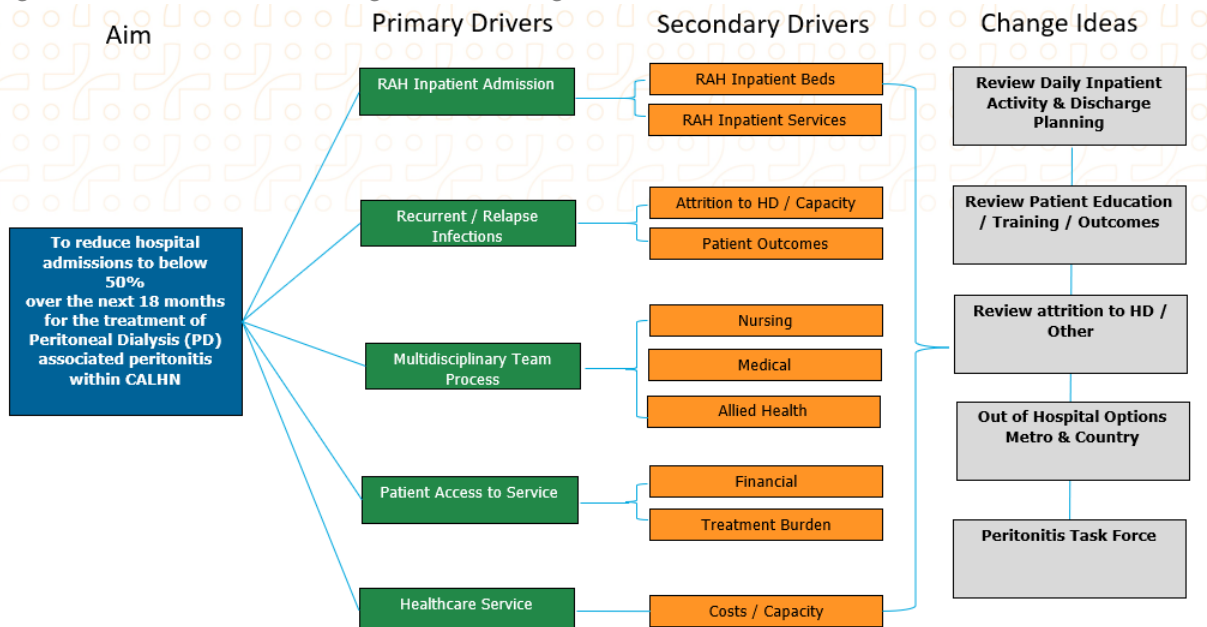 Aim
Primary Drivers
Secondary Drivers
Change Ideas
To reduce hospital
admissions to below
50%
over the next 18 months
for the treatment of
Peritoneal Dialysis (PD)
associated peritonitis
within CALHN
RAH Inpatient Admission
Recurrent / Relapse
Infections
Multidisciplinary Team
Process
Patient Access to Service
Healthcare Service
RAH Inpatient Beds
RAH Inpatient Services
Attrition to HD / Capacity
Patient Outcomes
Nursing
Medical
Allied Health
Financial
Treatment Burden
Costs / Capacity
Review Daily Inpatient
Activity & Discharge
Planning
Review Patient Education
/ Training / Outcomes
Review attrition to HD /
Other
Out of Hospital Options
Metro & Country
Peritonitis Task Force